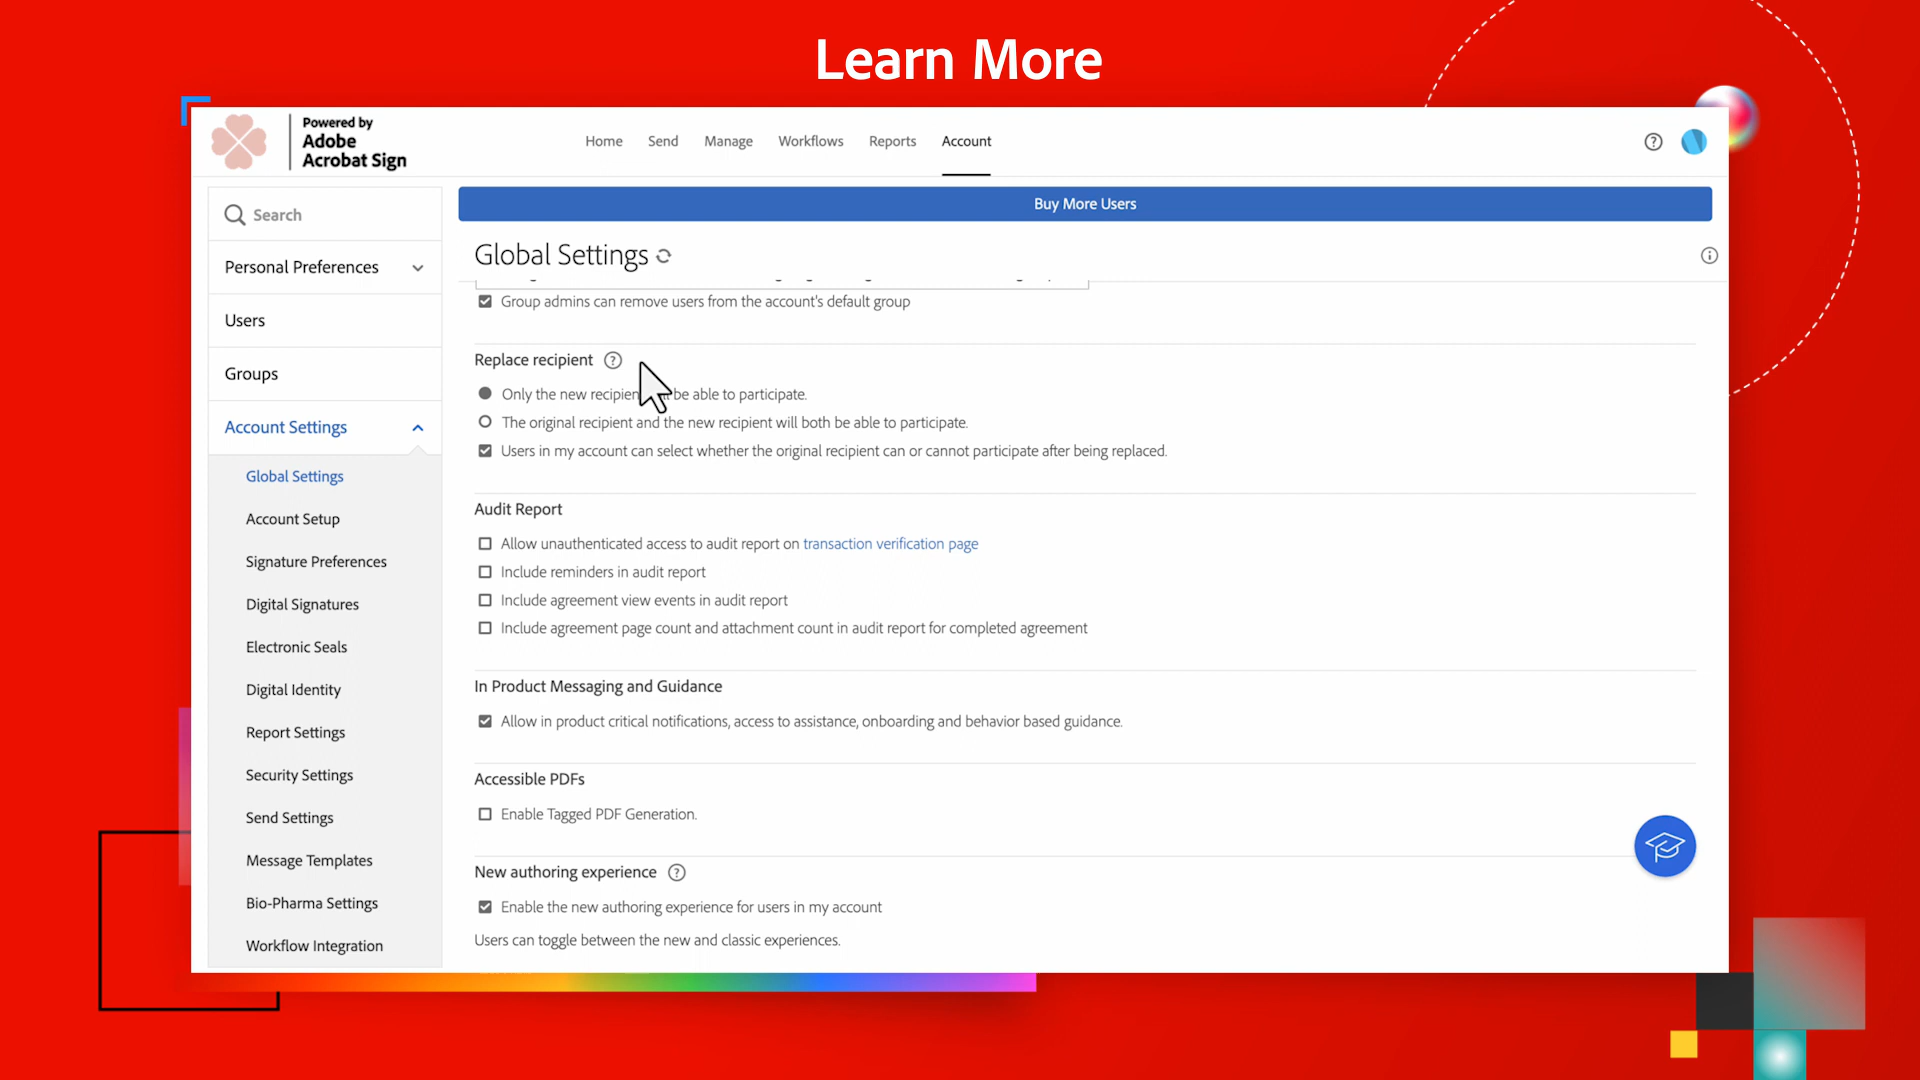 Learn More
Powered by
Adobe
Acrobat Sign
Home Send Manage Workflows Reports Account
Search
Personal Preferences
Users
Groups
Account Settings
Global Settings
Account Setup
Signature Preferences
Digital Signatures
Electronic Seals
Digital Identity
Report Settings
Security Settings
Send Settings
Message Templates
Bio-Pharma Settings
Workflow Integration
Buy More Users
Global Settings
Group admins can remove users from the account's default group
Replace recipient
Only the new recipien be able to participate.
The original recipient and the new recipient will both be able to participate.
Users in my account can select whether the original recipient can or cannot participate after being replaced.
Audit Report
Allow unauthenticated access to audit report on transaction verification page
Include reminders in audit report
Include agreement view events in audit report
Include agreement page count and attachment count in audit report for completed agreement
In Product Messaging and Guidance
Allow in product critical notifications, access to assistance, onboarding and behavior based guidance.
Accessible PDFs
Enable Tagged PDF Generation.
New authoring experience
Enable the new authoring experience for users in my account
Users can toggle between the new and classic experiences.